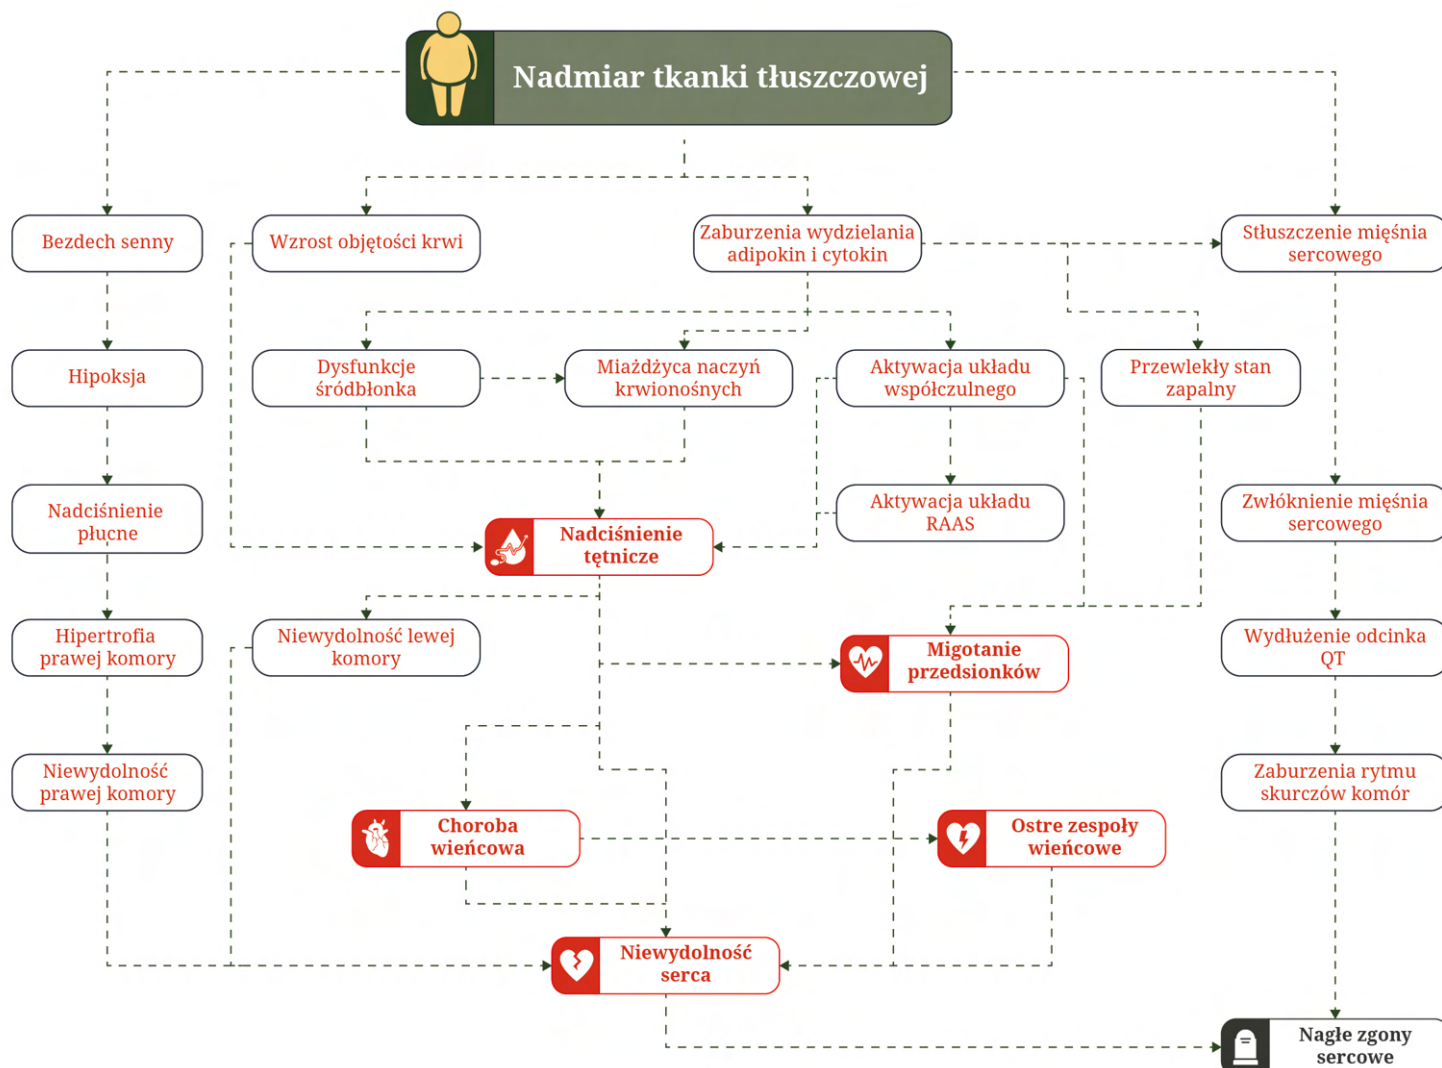 Nadmiar tkanki tłuszczowej
Bezdech senny
Wzrost objętości krwi
Zaburzenia wydzielania
adipokin i cytokin
Stłuszczenie mięśnia
sercowego
Hipoksja
Dysfunkcje
śródbłonka
Miażdżyca naczyń
krwionośnych
Aktywacja układu
współczulnego
Przewlekły stan
zapalny
Nadciśnienie
płucne
Nadciśnienie
tętnicze
Aktywacja układu
RAAS
Zwłóknienie mięśnia
sercowego
Hipertrofia
prawej komory
Niewydolność lewej
komory
Migotanie
przedsionków
Wydłużenie odcinka
QT
Niewydolność
prawej komory
Choroba
wieńcowa
Ostre zespoły
wieńcowe
Zaburzenia rytmu
skurczów komór
Niewydolność
serca
Nagłe zgony
sercowe